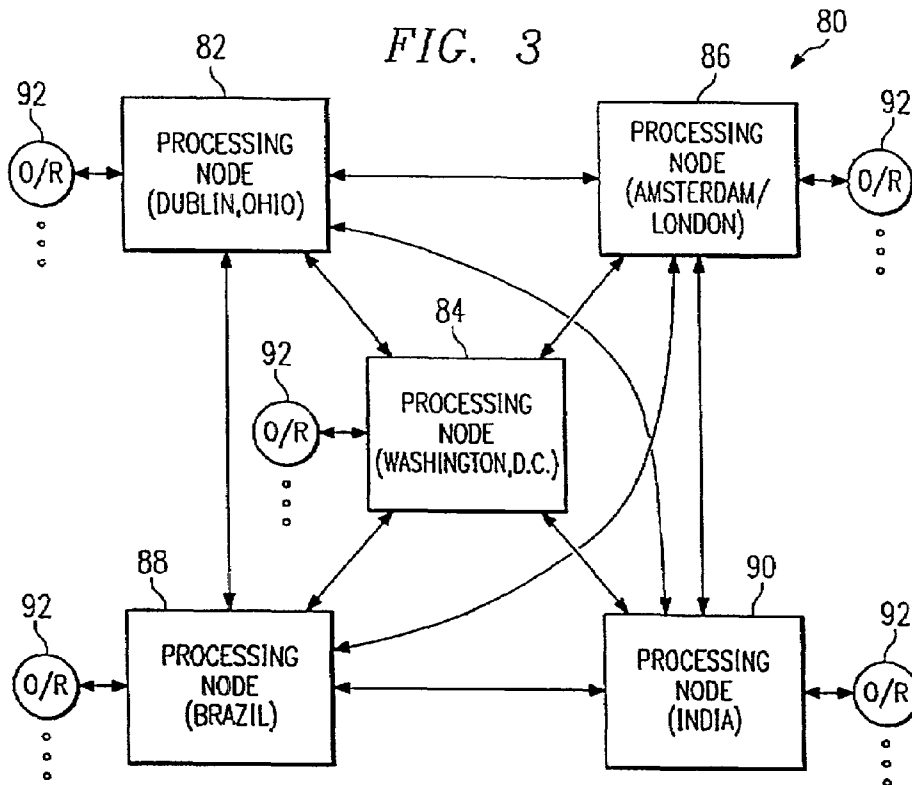 FIG. 3
80
82
86
92
92
PROCESSING
NODE
(DUBLIN,OHIO)
PROCESSING
NODE
(AMSTERDAM/
LONDON)
O/R
O/R
84
92
PROCESSING
NODE
(WASHINGTON,D.C.)
O/R
88
90
92
92
PROCESSING
NODE
(BRAZIL)
PROCESSING
NODE
(INDIA)
O/R
O/R